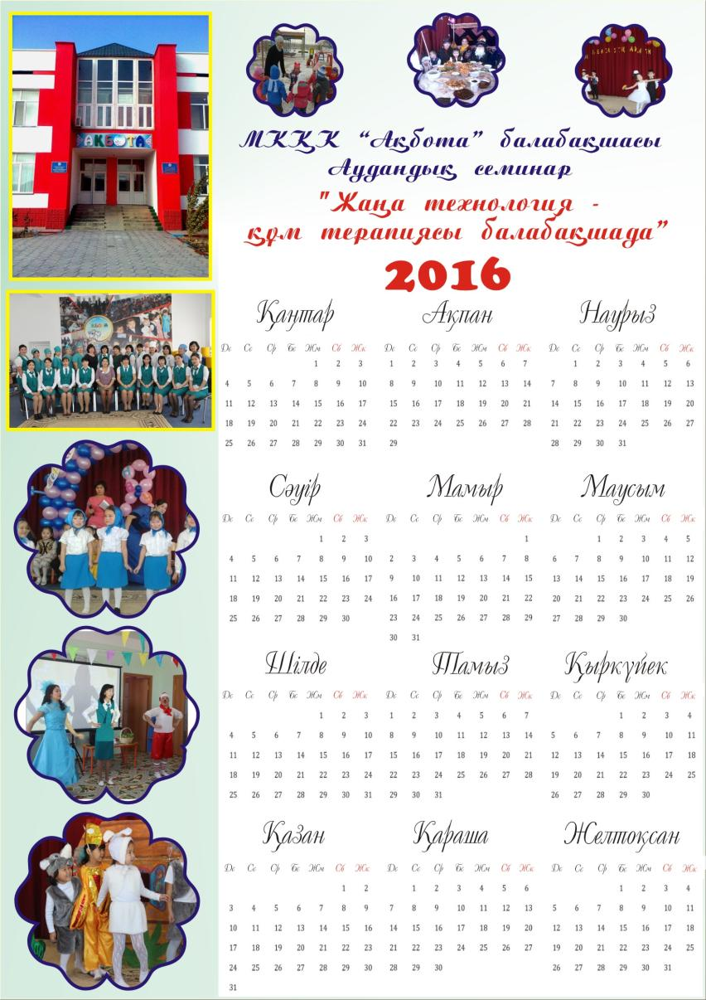 АҚБОТА
МКҚК “Ақбота” балабақшасы
Аудандық семинар
"Жаңа технология -
құм терапиясы балабақшада”
2016
Қаңтар Ақпан Наурыз
Дс Сс Ср Бс Жм Сб Жк Дс Сс Ср Бс Жм Сб Жк Дс Сс Ср Бс Жм Сб Жк
1 2 3 1 2 3 4 5 6 7 1 2 3 4 5 6
4 5 6 7 8 9 10 8 9 10 11 12 13 14 7 8 9 10 11 12 13
11 12 13 14 15 16 17 15 16 17 18 19 20 21 14 15 16 17 18 19 20
18 19 20 21 22 23 24 22 23 24 25 26 27 28 21 22 23 24 25 26 27
25 26 27 28 29 30 31 29 28 29 30 31
Сәуір Мамыр Маусым
Дс Сс Ср Бс Жм Сб Жк Дс Сс Ср Бс Жм Сб Жк Дс Сс Ср Бс Жм Сб Жк
1 2 3 1 1 2 3 4 5
4 5 6 7 8 9 10 2 3 4 5 6 7 8 6 7 8 9 10 11 12
11 12 13 14 15 16 17 9 10 11 12 13 14 15 13 14 15 16 17 18 19
18 19 20 21 22 23 24 16 17 18 19 20 21 22 20 21 22 23 24 25 26
25 26 27 28 29 30 23 24 25 26 27 28 29 27 28 29 30
30 31
Шілде Тамыз Қыркүйек
Дс Сс Ср Бс Жм Сб Жк Дс Сс Ср Бс Жм Сб Жк Дс Сс Ср Бс Жм Сб Жк
1 2 3 1 2 3 4 5 6 7 1 2 3 4
4 5 6 7 8 9 10 8 9 10 11 12 13 14 5 6 7 8 9 10 11
11 12 13 14 15 16 17 15 16 17 18 19 20 21 12 13 14 15 16 17 18
18 19 20 21 22 23 24 22 23 24 25 26 27 28 19 20 21 22 23 24 25
25 26 27 28 29 30 31 29 30 31 26 27 28 29 30
Қазан Қараша Желтоқсан
Дс Сс Ср Бс Жм Сб Жк Дс Сс Ср Бс Жм Сб Жк Дс Сс Ср Бс Жм Сб Жк
1 2 1 2 3 4 5 6 1 2 3 4
3 4 5 6 7 8 9 7 8 9 10 11 12 13 5 6 7 8 9 10 11
10 11 12 13 14 15 16 14 15 16 17 18 19 20 12 13 14 15 16 17 18
17 18 19 20 21 22 23 21 22 23 24 25 26 27 19 20 21 22 23 24 25
24 25 26 27 28 29 30 28 29 30 26 27 28 29 30 31
31